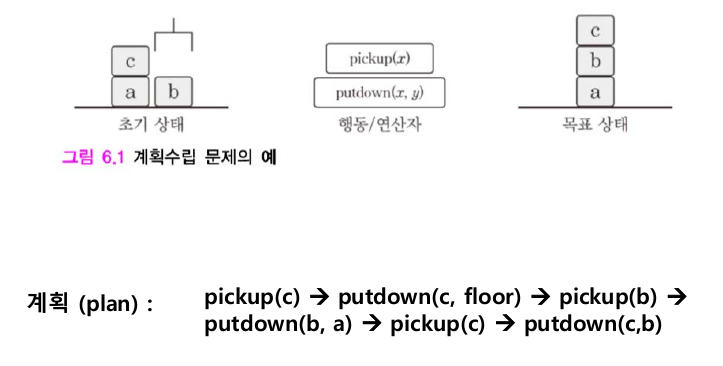 c
a b
초기 상태
pickup(x)
putdown(x, y)
행동/연산자
c
b
a
목표 상태
그림 6.1 계획수립 문제의 예
계획 (plan) :
pickup(c) → putdown(c, floor) → pickup(b) →
putdown(b, a) → pickup(c) → putdown(c,b)